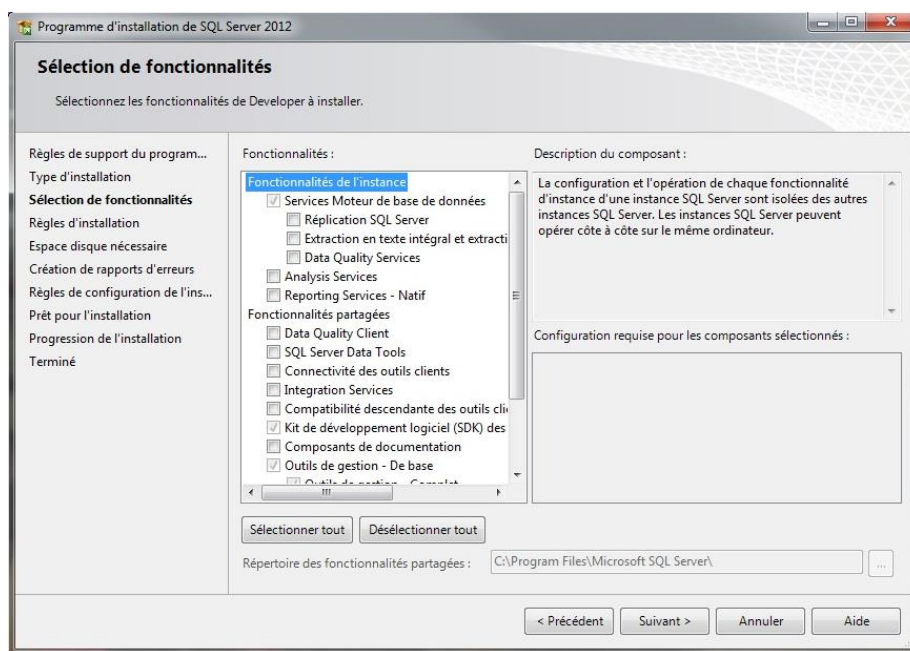 Programme d'installation de SQL Server 2012
Sélection de fonctionnalités
Sélectionnez les fonctionnalités de Developer à installer.
Règles de support du program...
Type d'installation
Sélection de fonctionnalités
Règles d'installation
Espace disque nécessaire
Création de rapports d'erreurs
Règles de configuration de l'ins...
Prêt pour l'installation
Progression de l'installation
Terminé
Fonctionnalités :
Fonctionnalités de l'instance
Services Moteur de base de données
Réplication SQL Server
Extraction en texte intégral et extracti
Data Quality Services
Analysis Services
Reporting Services - Natif
Fonctionnalités partagées
Data Quality Client
SQL Server Data Tools
Connectivité des outils clients
Integration Services
Compatibilité descendante des outils clie
Kit de développement logiciel (SDK) des
Composants de documentation
Outils de gestion - De base
Outils de gestion - Complet
Sélectionner tout
Désélectionner tout
Description du composant :
La configuration et l'opération de chaque fonctionnalité
d'instance d'une instance SQL Server sont isolées des autres
instances SQL Server. Les instances SQL Server peuvent
opérer côte à côte sur le même ordinateur.
Configuration requise pour les composants sélectionnés :
Répertoire des fonctionnalités partagées :
C:\Program Files\Microsoft SQL Server\
...
< Précédent
Suivant >
Annuler
Aide